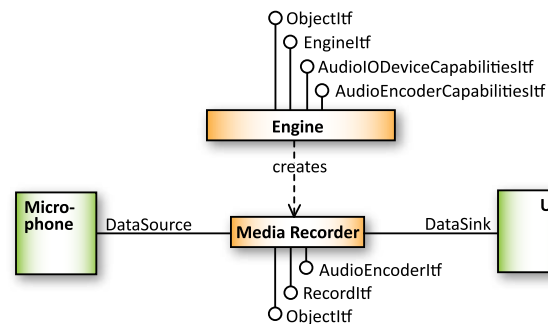 ObjectItf
EngineItf
AudioIODeviceCapabilitiesItf
AudioEncoderCapabilitiesItf
Engine
creates
Micro-
phone
DataSource
Media Recorder
DataSink
U
AudioEncoderItf
RecordItf
ObjectItf